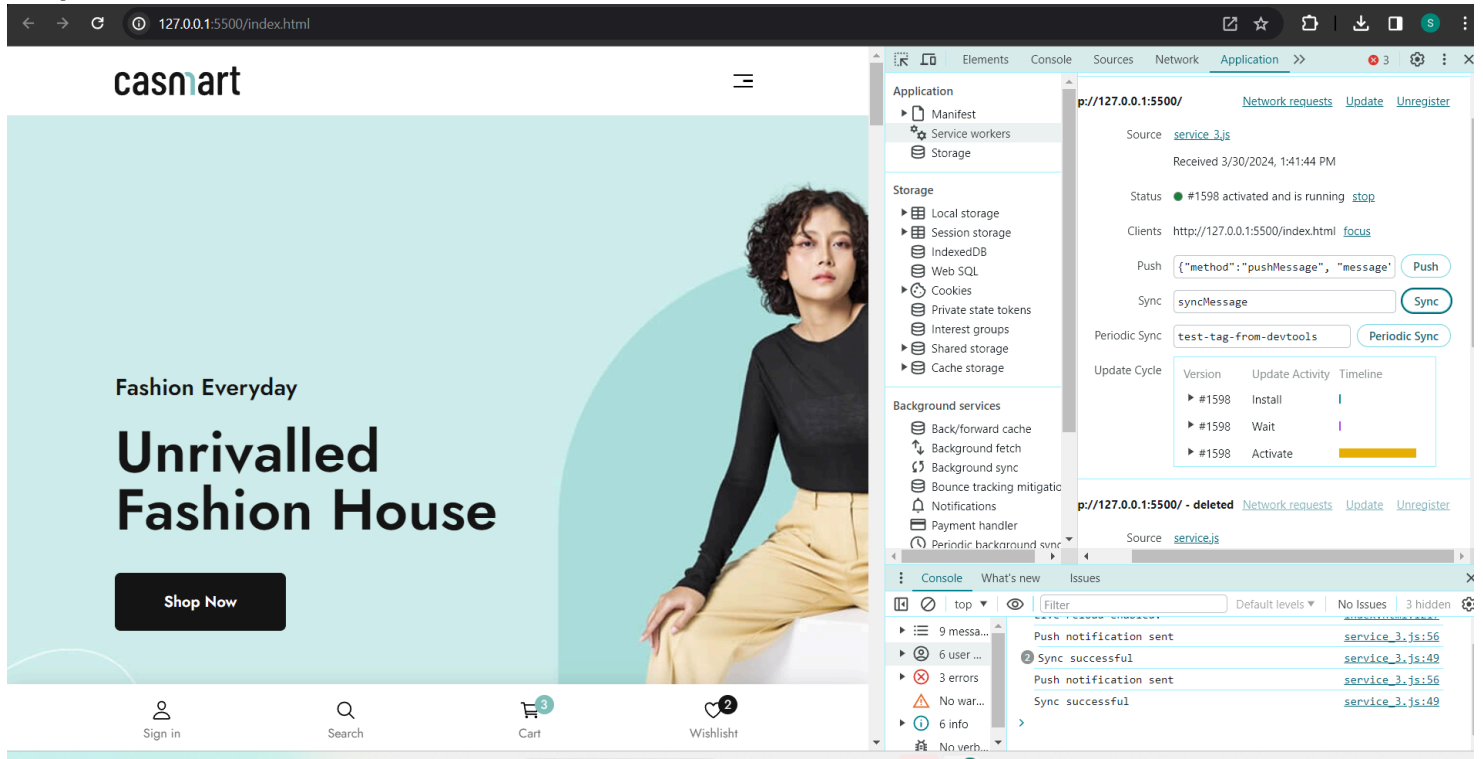 127.0.0.1:5500/index.html
S
casmart
Fashion Everyday
Unrivalled
Fashion House
Shop Now
Sign in
Search
3
Cart
2
Wishlisht
Elements Console Sources Network Application 3
Application
Manifest
Service workers
Storage
Storage
Local storage
Session storage
IndexedDB
Web SQL
Cookies
Private state tokens
Interest groups
Shared storage
Cache storage
Background services
Back/forward cache
Background fetch
Background sync
Bounce tracking mitigatio
Notifications
Payment handler
Periodic background sync
p://127.0.0.1:5500/ Network requests Update Unregister
Source service_3.js
Received 3/30/2024, 1:41:44 PM
Status #1598 activated and is running stop
Clients http://127.0.0.1:5500/index.html focus
Push {"method":"pushMessage", "message" Push
Sync syncMessage Sync
Periodic Sync test-tag-from-devtools Periodic Sync
Update Cycle Version Update Activity Timeline
#1598 Install
#1598 Wait
#1598 Activate
p://127.0.0.1:5500/ - deleted Network requests Update Unregister
Source service.js
Console What's new Issues
top Filter Default levels No Issues 3 hidden
9 messa...
6 user ...
3 errors
No war...
6 info
No verb...
Push notification sent service_3.js:56
2 Sync successful service_3.js:49
Push notification sent service_3.js:56
Sync successful service_3.js:49